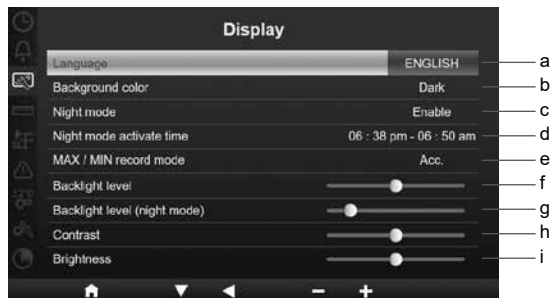 Display
Language ENGLISH a
Background color Dark b
Night mode Enable c
Night mode activate time 06 : 38 pm - 06 : 50 am d
MAX / MIN record mode Acc. e
Backlight level f
Backlight level (night mode) g
Contrast h
Brightness i